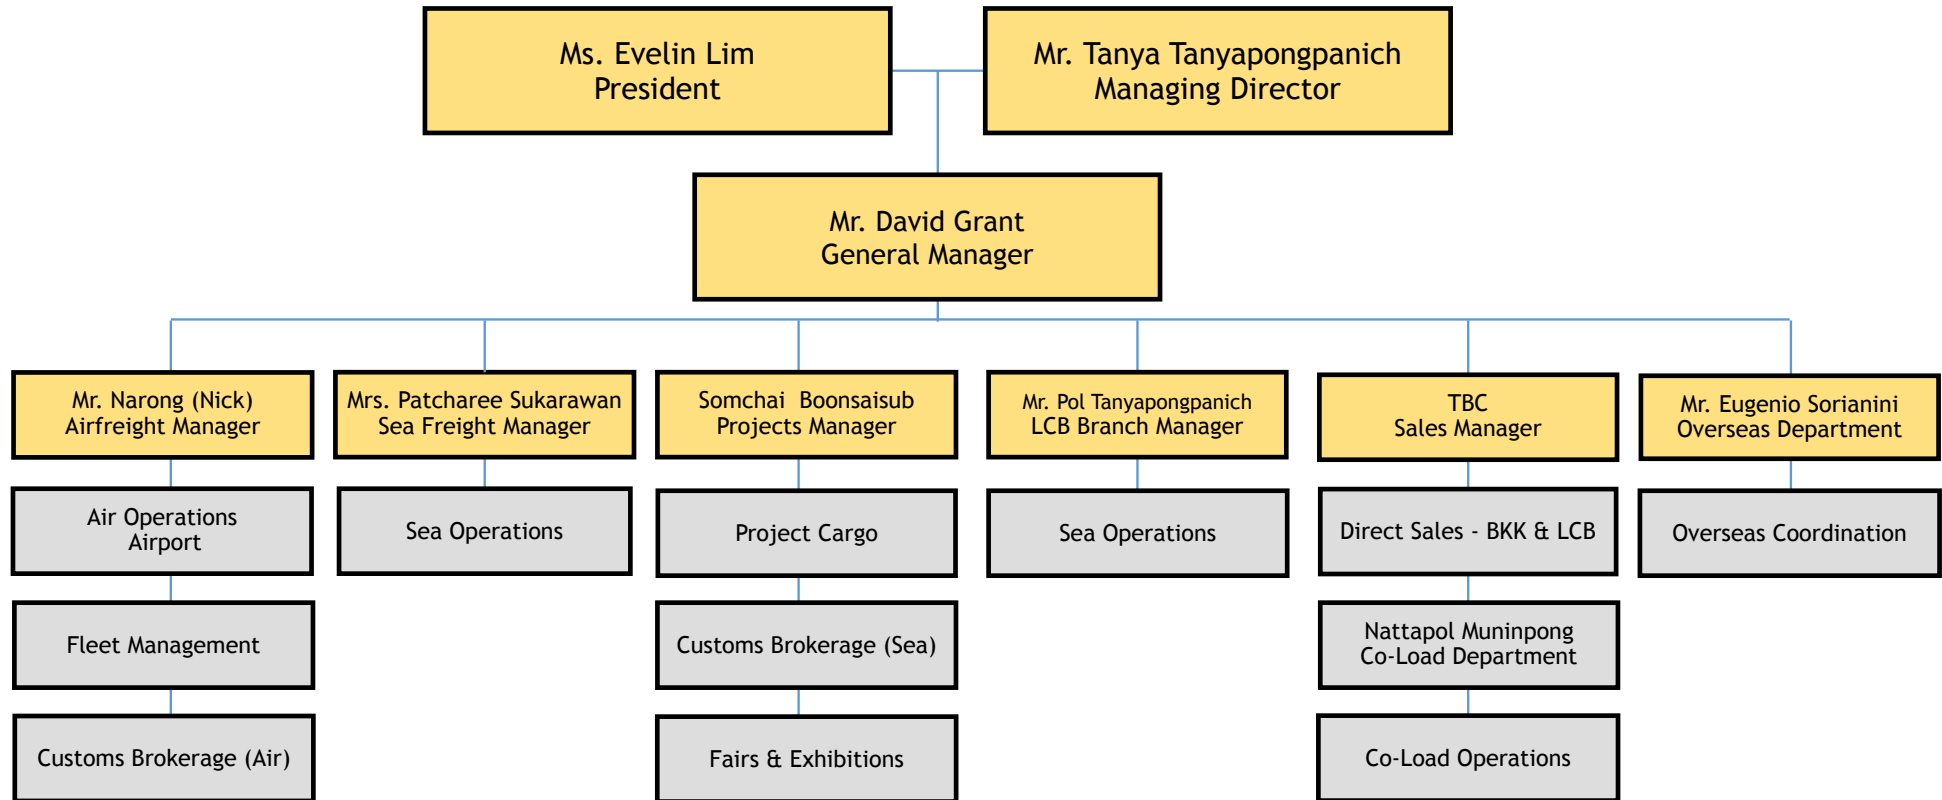 Ms. Evelin Lim
President
Mr. Tanya Tanyapongpanich
Managing Director
Mr. David Grant
General Manager
Mr. Narong (Nick)
Airfreight Manager
Mrs. Patcharee Sukarawan
Sea Freight Manager
Somchai  Boonsaisub
Projects Manager
Mr. Pol Tanyapongpanich
LCB Branch Manager
TBC
Sales Manager
Mr. Eugenio Sorianini
Overseas Department
Air Operations
Airport
Sea Operations
Project Cargo
Sea Operations
Direct Sales - BKK & LCB
Overseas Coordination
Fleet Management
Customs Brokerage (Sea)
Nattapol Muninpong
Co-Load Department
Customs Brokerage (Air)
Fairs & Exhibitions
Co-Load Operations